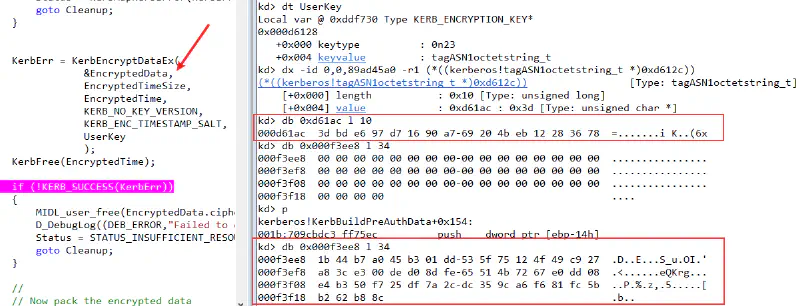 }
goto Cleanup;
KerbErr = KerbEncryptDataEx(
&EncryptedData,
EncryptedTimeSize,
EncryptedTime,
KERB_NO_KEY_VERSION,
KERB_ENC_TIMESTAMP_SALT,
UserKey
);
KerbFree(EncryptedTime);
if (!KERB_SUCCESS(KerbErr))
{
MIDL_user_free(EncryptedData.ciphe
D_DebugLog((DEB_ERROR,"Failed to
Status = STATUS_INSUFFICIENT_RESOU
goto Cleanup;
}
//
// Now pack the encrypted data
kd> dt UserKey
Local var @ 0xddf730 Type KERB_ENCRYPTION_KEY*
0x000d6128
+0x000 keytype : 0n23
+0x004 keyvalue : tagASN1octetstring_t
kd> dx -id 0,0,89ad45a0 -r1 (*((kerberos!tagASN1octetstring_t *)0xd612c))
(*((kerberos!tagASN1octetstring_t *)0xd612c)) [Type: tagASN1octetstring_t]
[+0x000] length : 0x10 [Type: unsigned long]
[+0x004] value : 0xd61ac : 0x3d [Type: unsigned char *]
kd> db 0xd61ac l 10
000d61ac 3d bd e6 97 d7 16 90 a7-69 20 4b eb 12 28 36 78 =.......i K..(6x
kd> db 0x000f3ee8 l 34
000f3ee8 00 00 00 00 00 00 00 00-00 00 00 00 00 00 00 00 ................
000f3ef8 00 00 00 00 00 00 00 00-00 00 00 00 00 00 00 00 ................
000f3f08 00 00 00 00 00 00 00 00-00 00 00 00 00 00 00 00 ................
000f3f18 00 00 00 00 ....
kd> p
kerberos!KerbBuildPreAuthData+0x154:
001b:709cbdc3 ff75ec push dword ptr [ebp-14h]
kd> db 0x000f3ee8 l 34
000f3ee8 1b 44 b7 a0 45 b3 01 dd-53 5f 75 12 4f 49 c9 27 .D..E...S_u.OI.'
000f3ef8 a8 3c e3 00 de d0 8d fe-65 51 4b 72 67 e0 dd 08 .<......eQKrg...
000f3f08 e4 b3 50 f7 25 df 7a 2c-dc 35 9c a6 f6 81 fc 5b ..P.%.z,.5.....[
000f3f18 b2 62 b8 8c .b..